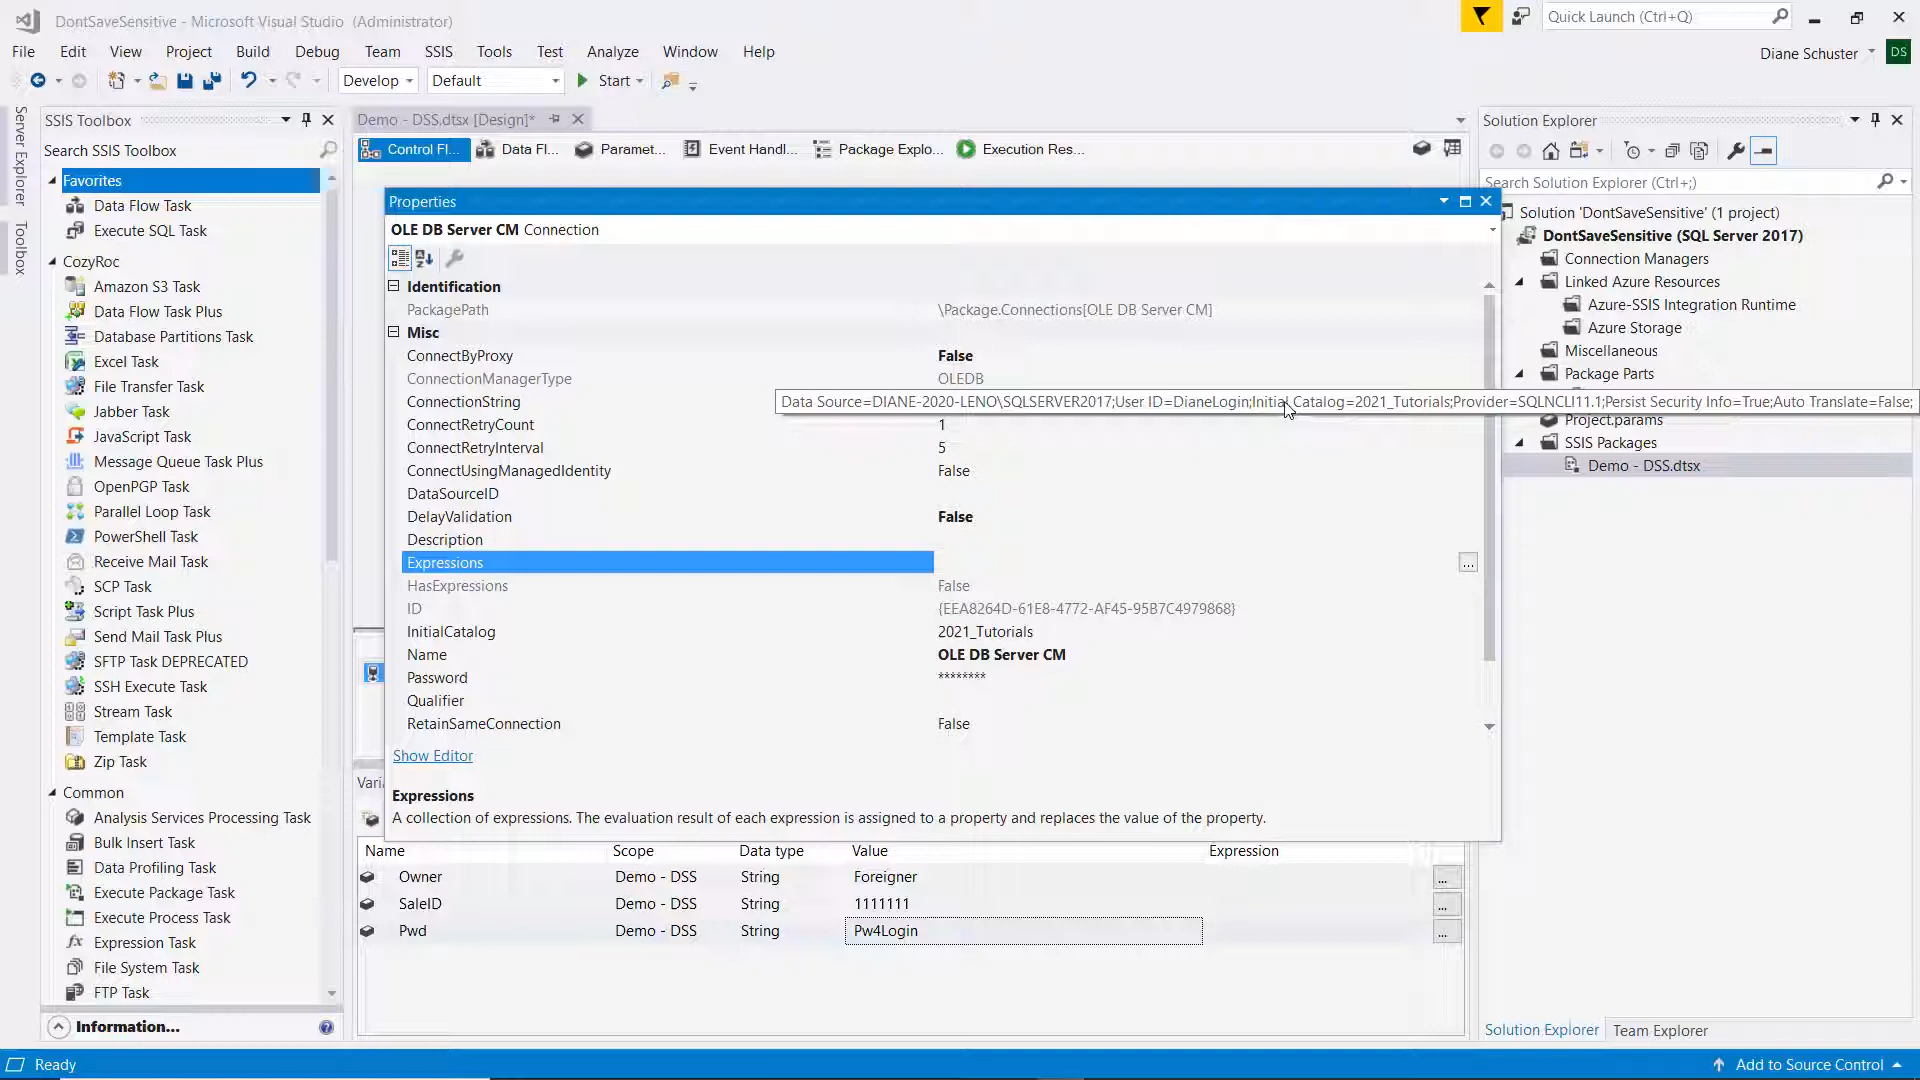 DontSaveSensitive - Microsoft Visual Studio (Administrator)
Quick Launch (Ctrl+Q)
File Edit View Project Build Debug Team SSIS Tools Test Analyze Window Help
Diane Schuster DS
Develop Default Start
Server Explorer
Toolbox
SSIS Toolbox
Search SSIS Toolbox
Favorites
Data Flow Task
Execute SQL Task
CozyRoc
Amazon S3 Task
Data Flow Task Plus
Database Partitions Task
Excel Task
File Transfer Task
Jabber Task
JavaScript Task
Message Queue Task Plus
OpenPGP Task
Parallel Loop Task
PowerShell Task
Receive Mail Task
SCP Task
Script Task Plus
Send Mail Task Plus
SFTP Task DEPRECATED
SSH Execute Task
Stream Task
Template Task
Zip Task
Common
Analysis Services Processing Task
Bulk Insert Task
Data Profiling Task
Execute Package Task
Execute Process Task
Expression Task
File System Task
FTP Task
Information...
Demo - DSS.dtsx [Design]*
Control Fl... Data Fl... Paramet... Event Handl... Package Explo... Execution Res...
Properties
OLE DB Server CM Connection
Identification
PackagePath \Package.Connections[OLE DB Server CM]
Misc
ConnectByProxy False
ConnectionManagerType OLEDB
ConnectionString Data Source=DIANE-2020-LENO\SQLSERVER2017;User ID=DianeLogin;Initial Catalog=2021_Tutorials;Provider=SQLNCLI11.1;Persist Security Info=True;Auto Translate=False;
ConnectRetryCount 1
ConnectRetryInterval 5
ConnectUsingManagedIdentity False
DataSourceID
DelayValidation False
Description
Expressions ...
HasExpressions False
ID {EEA8264D-61E8-4772-AF45-95B7C4979868}
InitialCatalog 2021_Tutorials
Name OLE DB Server CM
Password ********
Qualifier
RetainSameConnection False
Show Editor
Expressions
A collection of expressions. The evaluation result of each expression is assigned to a property and replaces the value of the property.
Varia
Name Scope Data type Value Expression
Owner Demo - DSS String Foreigner ...
SaleID Demo - DSS String 1111111 ...
Pwd Demo - DSS String Pw4Login ...
Solution Explorer
Search Solution Explorer (Ctrl+;)
Solution 'DontSaveSensitive' (1 project)
DontSaveSensitive (SQL Server 2017)
Connection Managers
Linked Azure Resources
Azure-SSIS Integration Runtime
Azure Storage
Miscellaneous
Package Parts
Project.params
SSIS Packages
Demo - DSS.dtsx
Solution Explorer Team Explorer
Ready
Add to Source Control